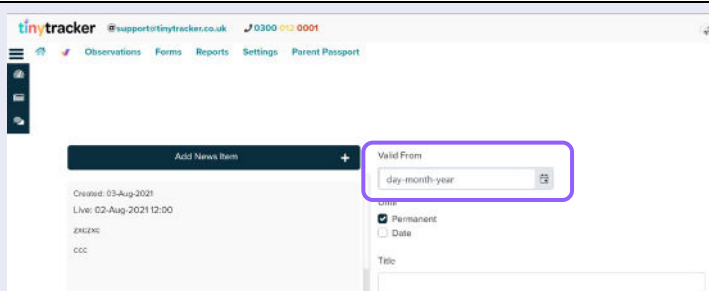 tinytracker @support@tinytracker.co.uk 0300 012 0001
Observations Forms Reports Settings Parent Passport
Add News Item +
Valid From
day-month-year
Created: 03-Aug-2021
Live: 02-Aug-2021 12:00
Until
Permanent
zxczxc
Date
ccc
Title